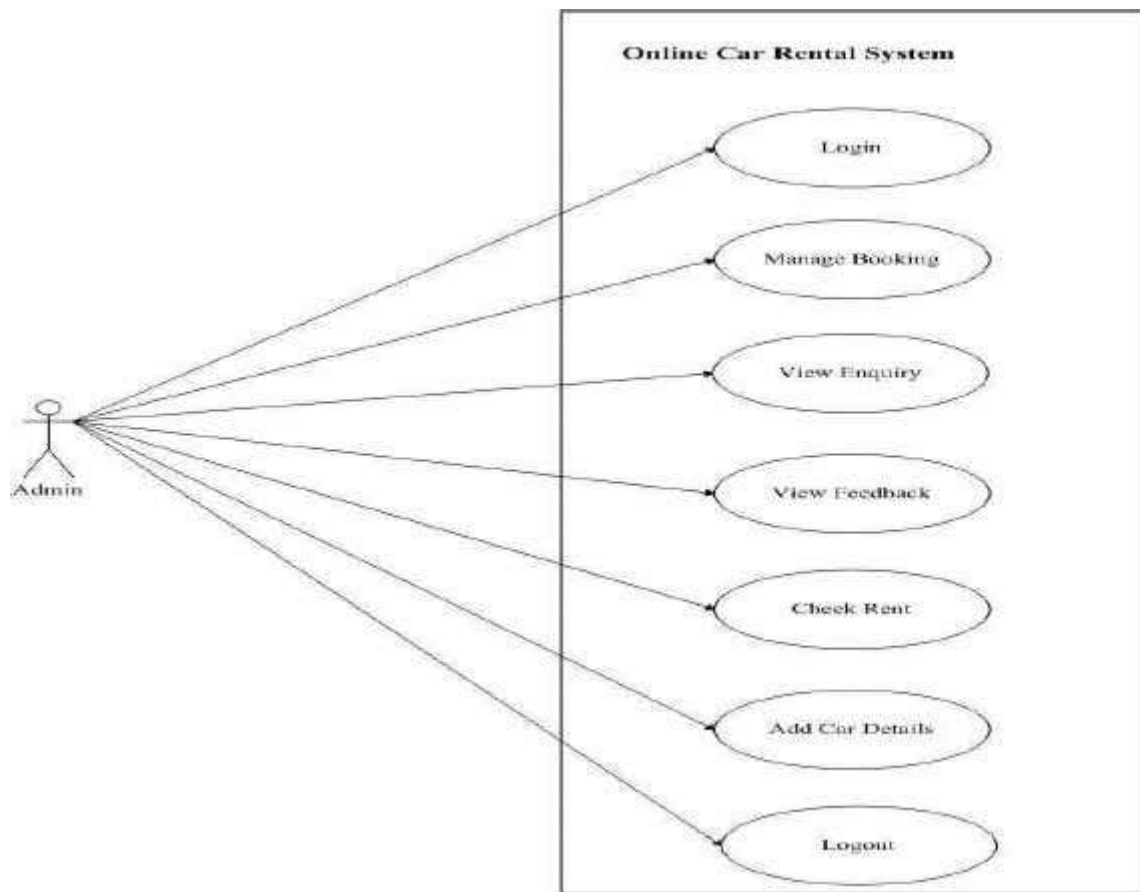 Online Car Rental System
Login
Manage Booking
View Enquiry
Admin
View Feedback
Check Rent
Add Car Details
Logout